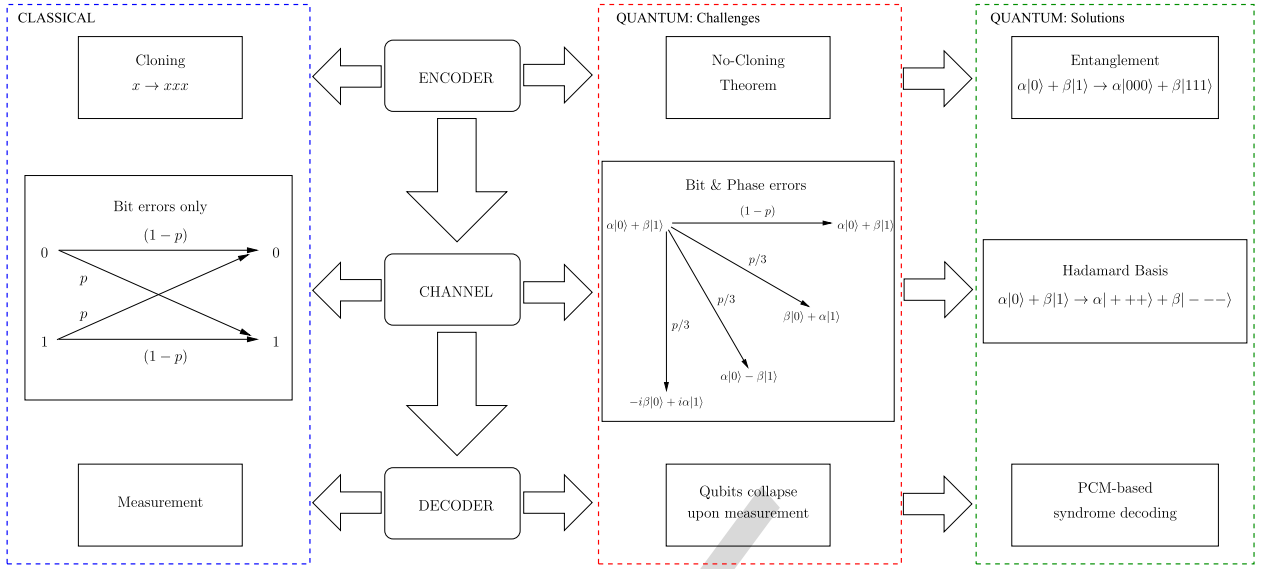 CLASSICAL
QUANTUM: Challenges
QUANTUM: Solutions
Cloning
x → xxx
ENCODER
No-Cloning
Theorem
Entanglement
α|0⟩ + β|1⟩ → α|000⟩ + β|111⟩
Bit errors only
(1 − p)
0
0
p
p
1
1
(1 − p)
CHANNEL
Bit & Phase errors
(1 − p)
α|0⟩ + β|1⟩
α|0⟩ + β|1⟩
p/3
p/3
p/3
β|0⟩ + α|1⟩
α|0⟩ − β|1⟩
−iβ|0⟩ + iα|1⟩
Hadamard Basis
α|0⟩ + β|1⟩ → α| + ++⟩ + β| − −−⟩
Measurement
DECODER
Qubits collapse
upon measurement
PCM-based
syndrome decoding